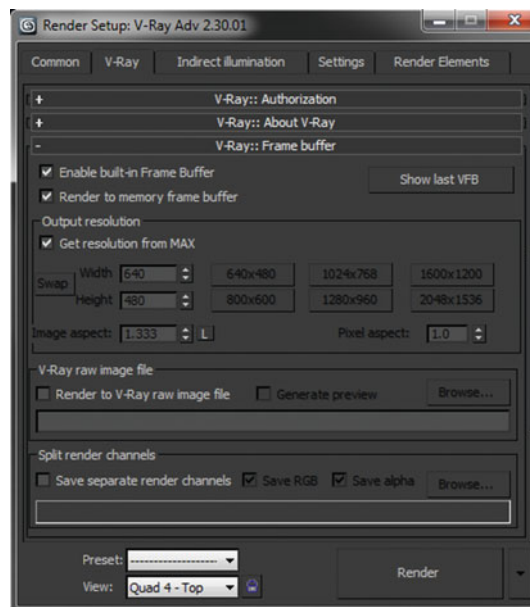 Render Setup: V-Ray Adv 2.30.01
Common V-Ray Indirect illumination Settings Render Elements
+ V-Ray:: Authorization
+ V-Ray:: About V-Ray
- V-Ray:: Frame buffer
Enable built-in Frame Buffer
Show last VFB
Render to memory frame buffer
Output resolution
Get resolution from MAX
Swap Width 640 640x480 1024x768 1600x1200
Height 480 800x600 1280x960 2048x1536
Image aspect: 1.333 L Pixel aspect: 1.0
V-Ray raw image file
Render to V-Ray raw image file Generate preview Browse...
Split render channels
Save separate render channels Save RGB Save alpha Browse...
Preset: --------------------
View: Quad 4 - Top
Render